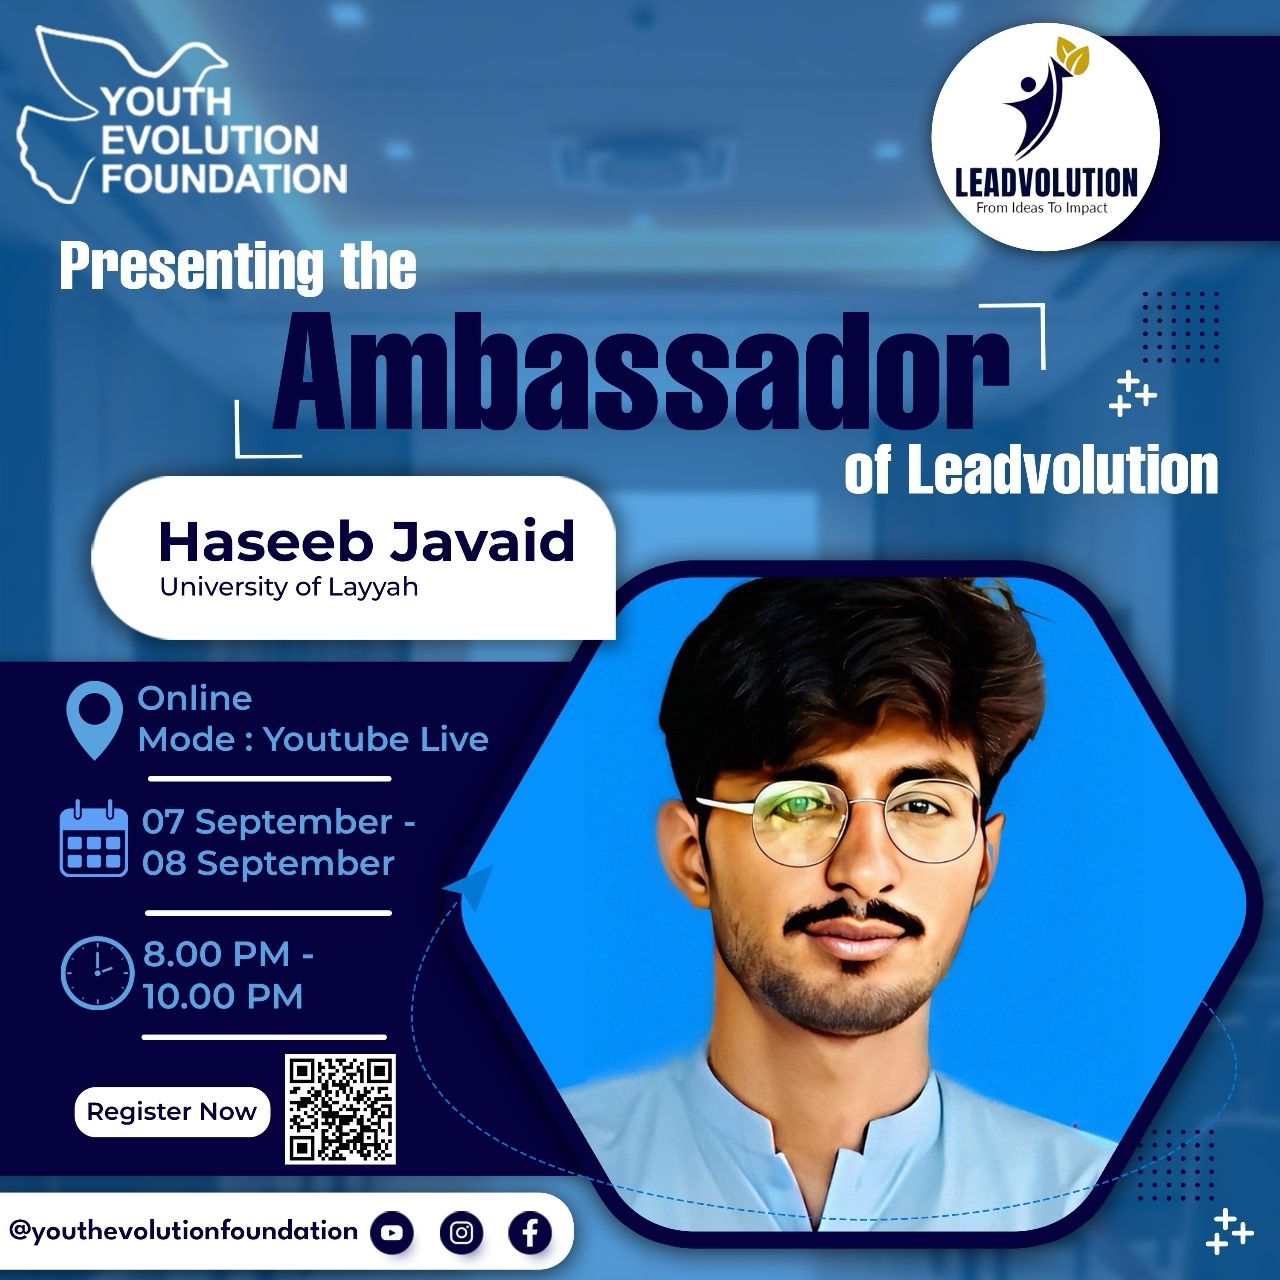 YOUTH
EVOLUTION
FOUNDATION
LEADVOLUTION
From Ideas To Impact
Presenting the
Ambassador
of Leadvolution
Haseeb Javaid
University of Layyah
Online
Mode : Youtube Live
07 September -
08 September
8.00 PM -
10.00 PM
Register Now
@youthevolutionfoundation